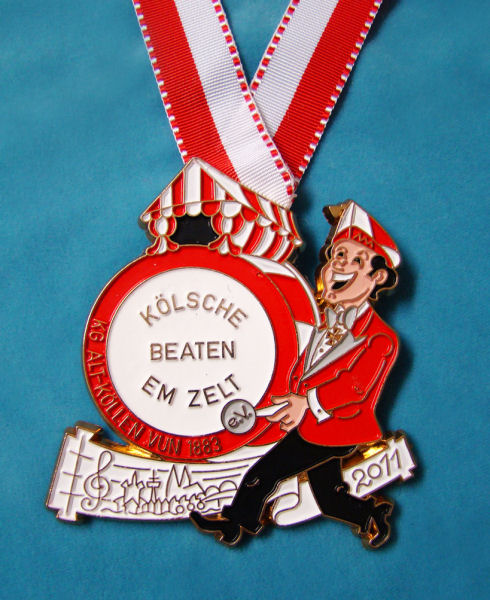 KÖLSCHE
BEATEN
EM ZELT
KG ALT-KÖLLEN VUN 1883
e.V.
2011